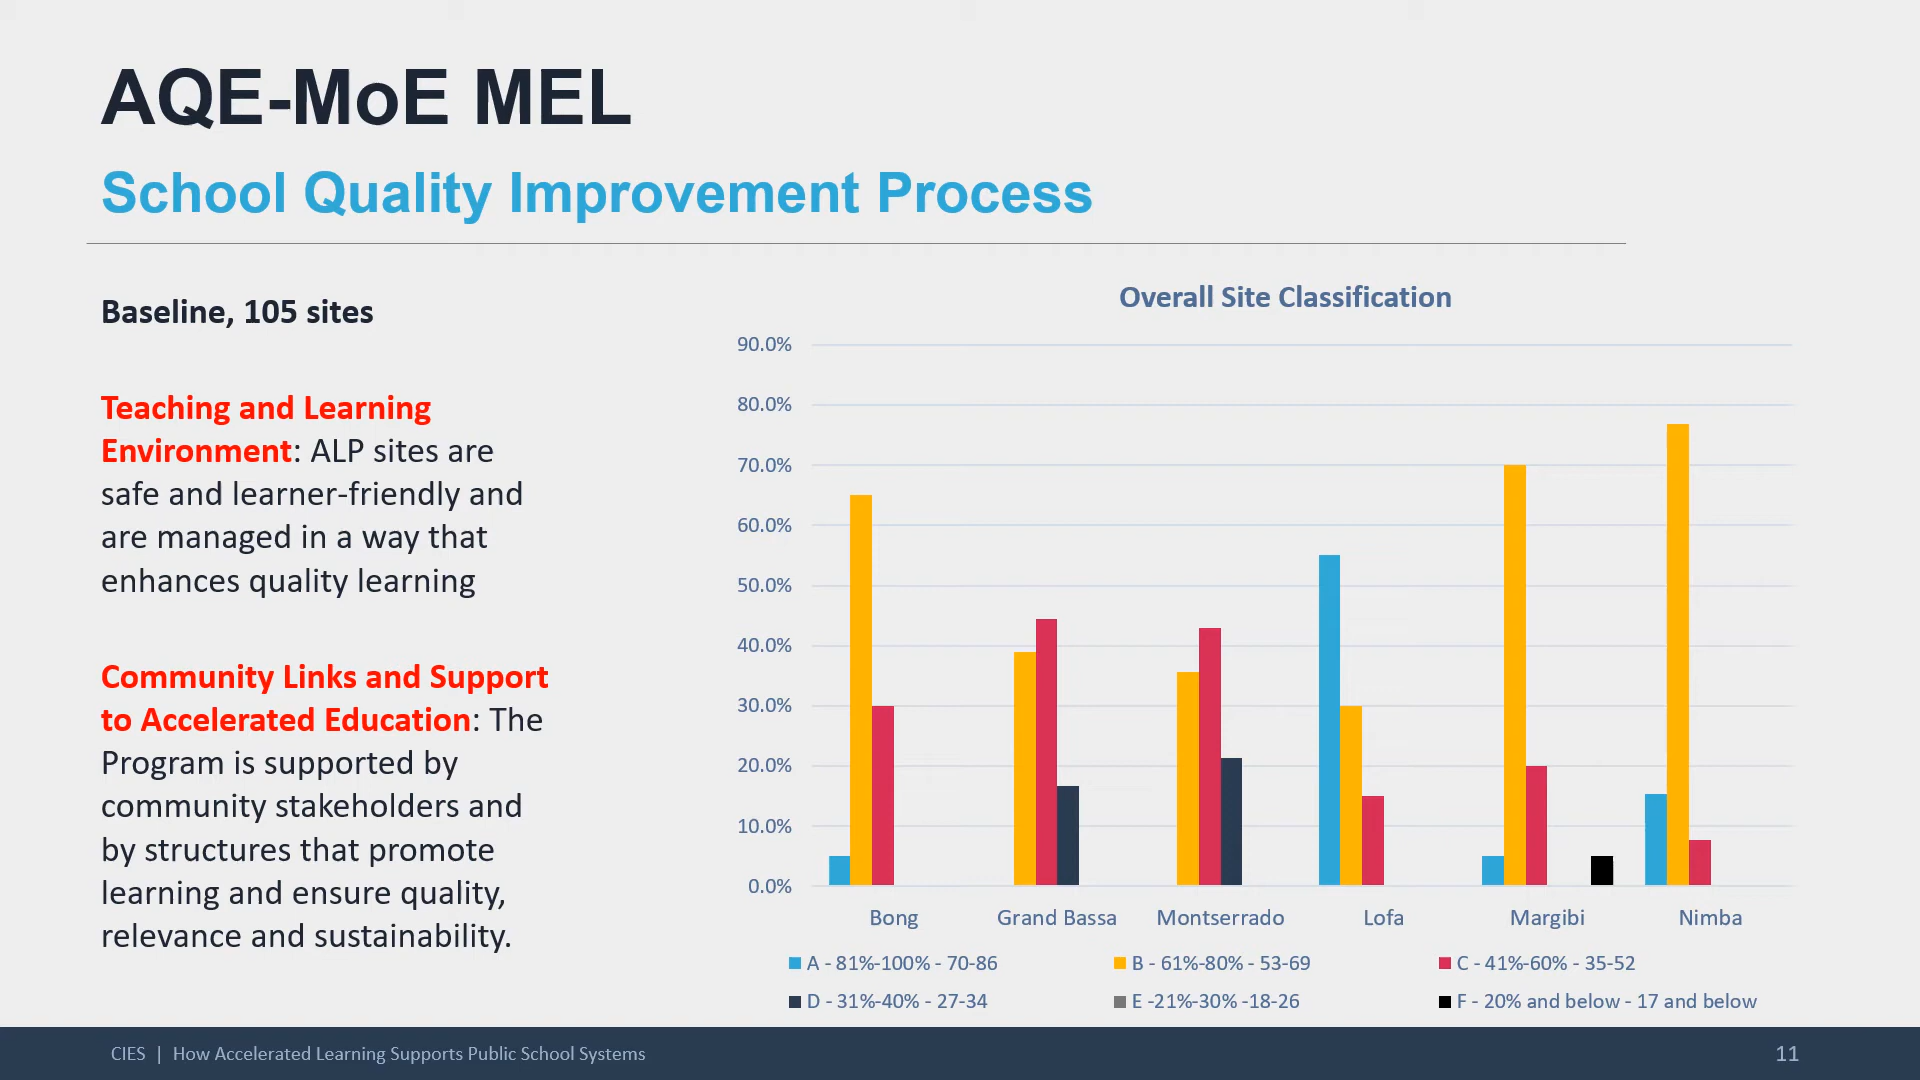 AQE-MoE MEL
School Quality Improvement Process
Baseline, 105 sites
Teaching and Learning
Environment: ALP sites are
safe and learner-friendly and
are managed in a way that
enhances quality learning
Community Links and Support
to Accelerated Education: The
Program is supported by
community stakeholders and
by structures that promote
learning and ensure quality,
relevance and sustainability.
Overall Site Classification
90.0%
80.0%
70.0%
60.0%
50.0%
40.0%
30.0%
20.0%
10.0%
0.0%
Bong Grand Bassa Montserrado Lofa Margibi Nimba
A - 81%-100% - 70-86 B - 61%-80% - 53-69 C - 41%-60% - 35-52
D - 31%-40% - 27-34 E -21%-30% -18-26 F - 20% and below - 17 and below
CIES | How Accelerated Learning Supports Public School Systems 11